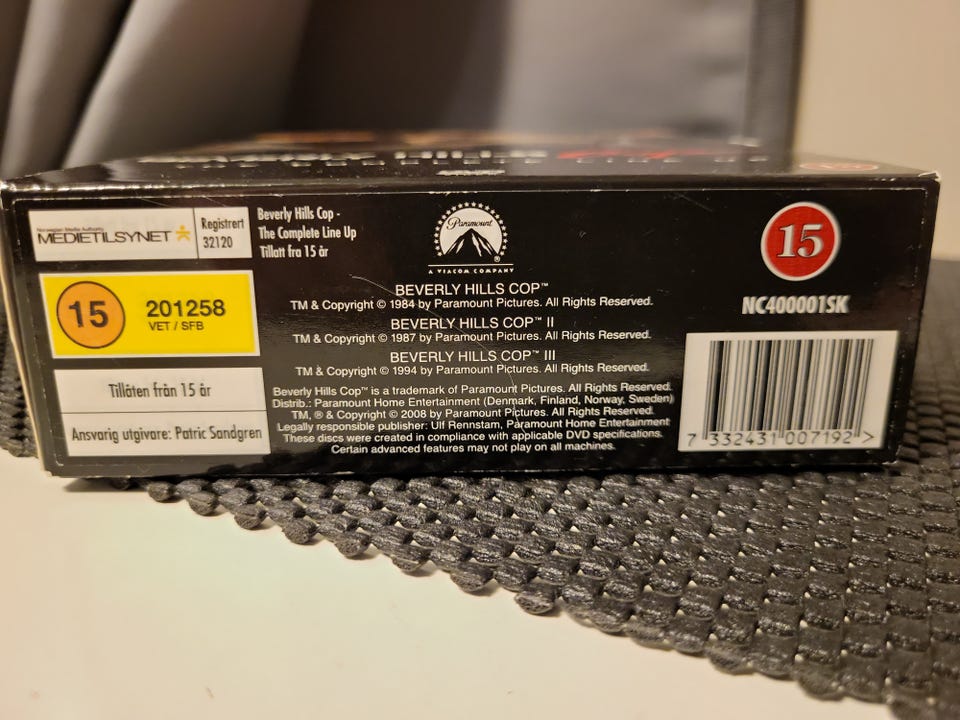 Norwegian Media Authority
MEDIETILSYNET
Registrert
32120
Beverly Hills Cop -
The Complete Line Up
Tillatt fra 15 år
15
201258
VET / SFB
Tillåten från 15 år
Ansvarig utgivare: Patric Sandgren
Paramount
A VIACOM COMPANY
BEVERLY HILLS COP™
TM & Copyright © 1984 by Paramount Pictures. All Rights Reserved.
BEVERLY HILLS COP™ II
TM & Copyright © 1987 by Paramount Pictures. All Rights Reserved.
BEVERLY HILLS COP™ III
TM & Copyright © 1994 by Paramount Pictures. All Rights Reserved.
Beverly Hills Cop™ is a trademark of Paramount Pictures. All Rights Reserved.
Distrib.: Paramount Home Entertainment (Denmark, Finland, Norway, Sweden)
TM, ® & Copyright © 2008 by Paramount Pictures. All Rights Reserved.
Legally responsible publisher: Ulf Rennstam, Paramount Home Entertainment
These discs were created in compliance with applicable DVD specifications.
Certain advanced features may not play on all machines.
15
NC400001SK
7 332431 007192 >